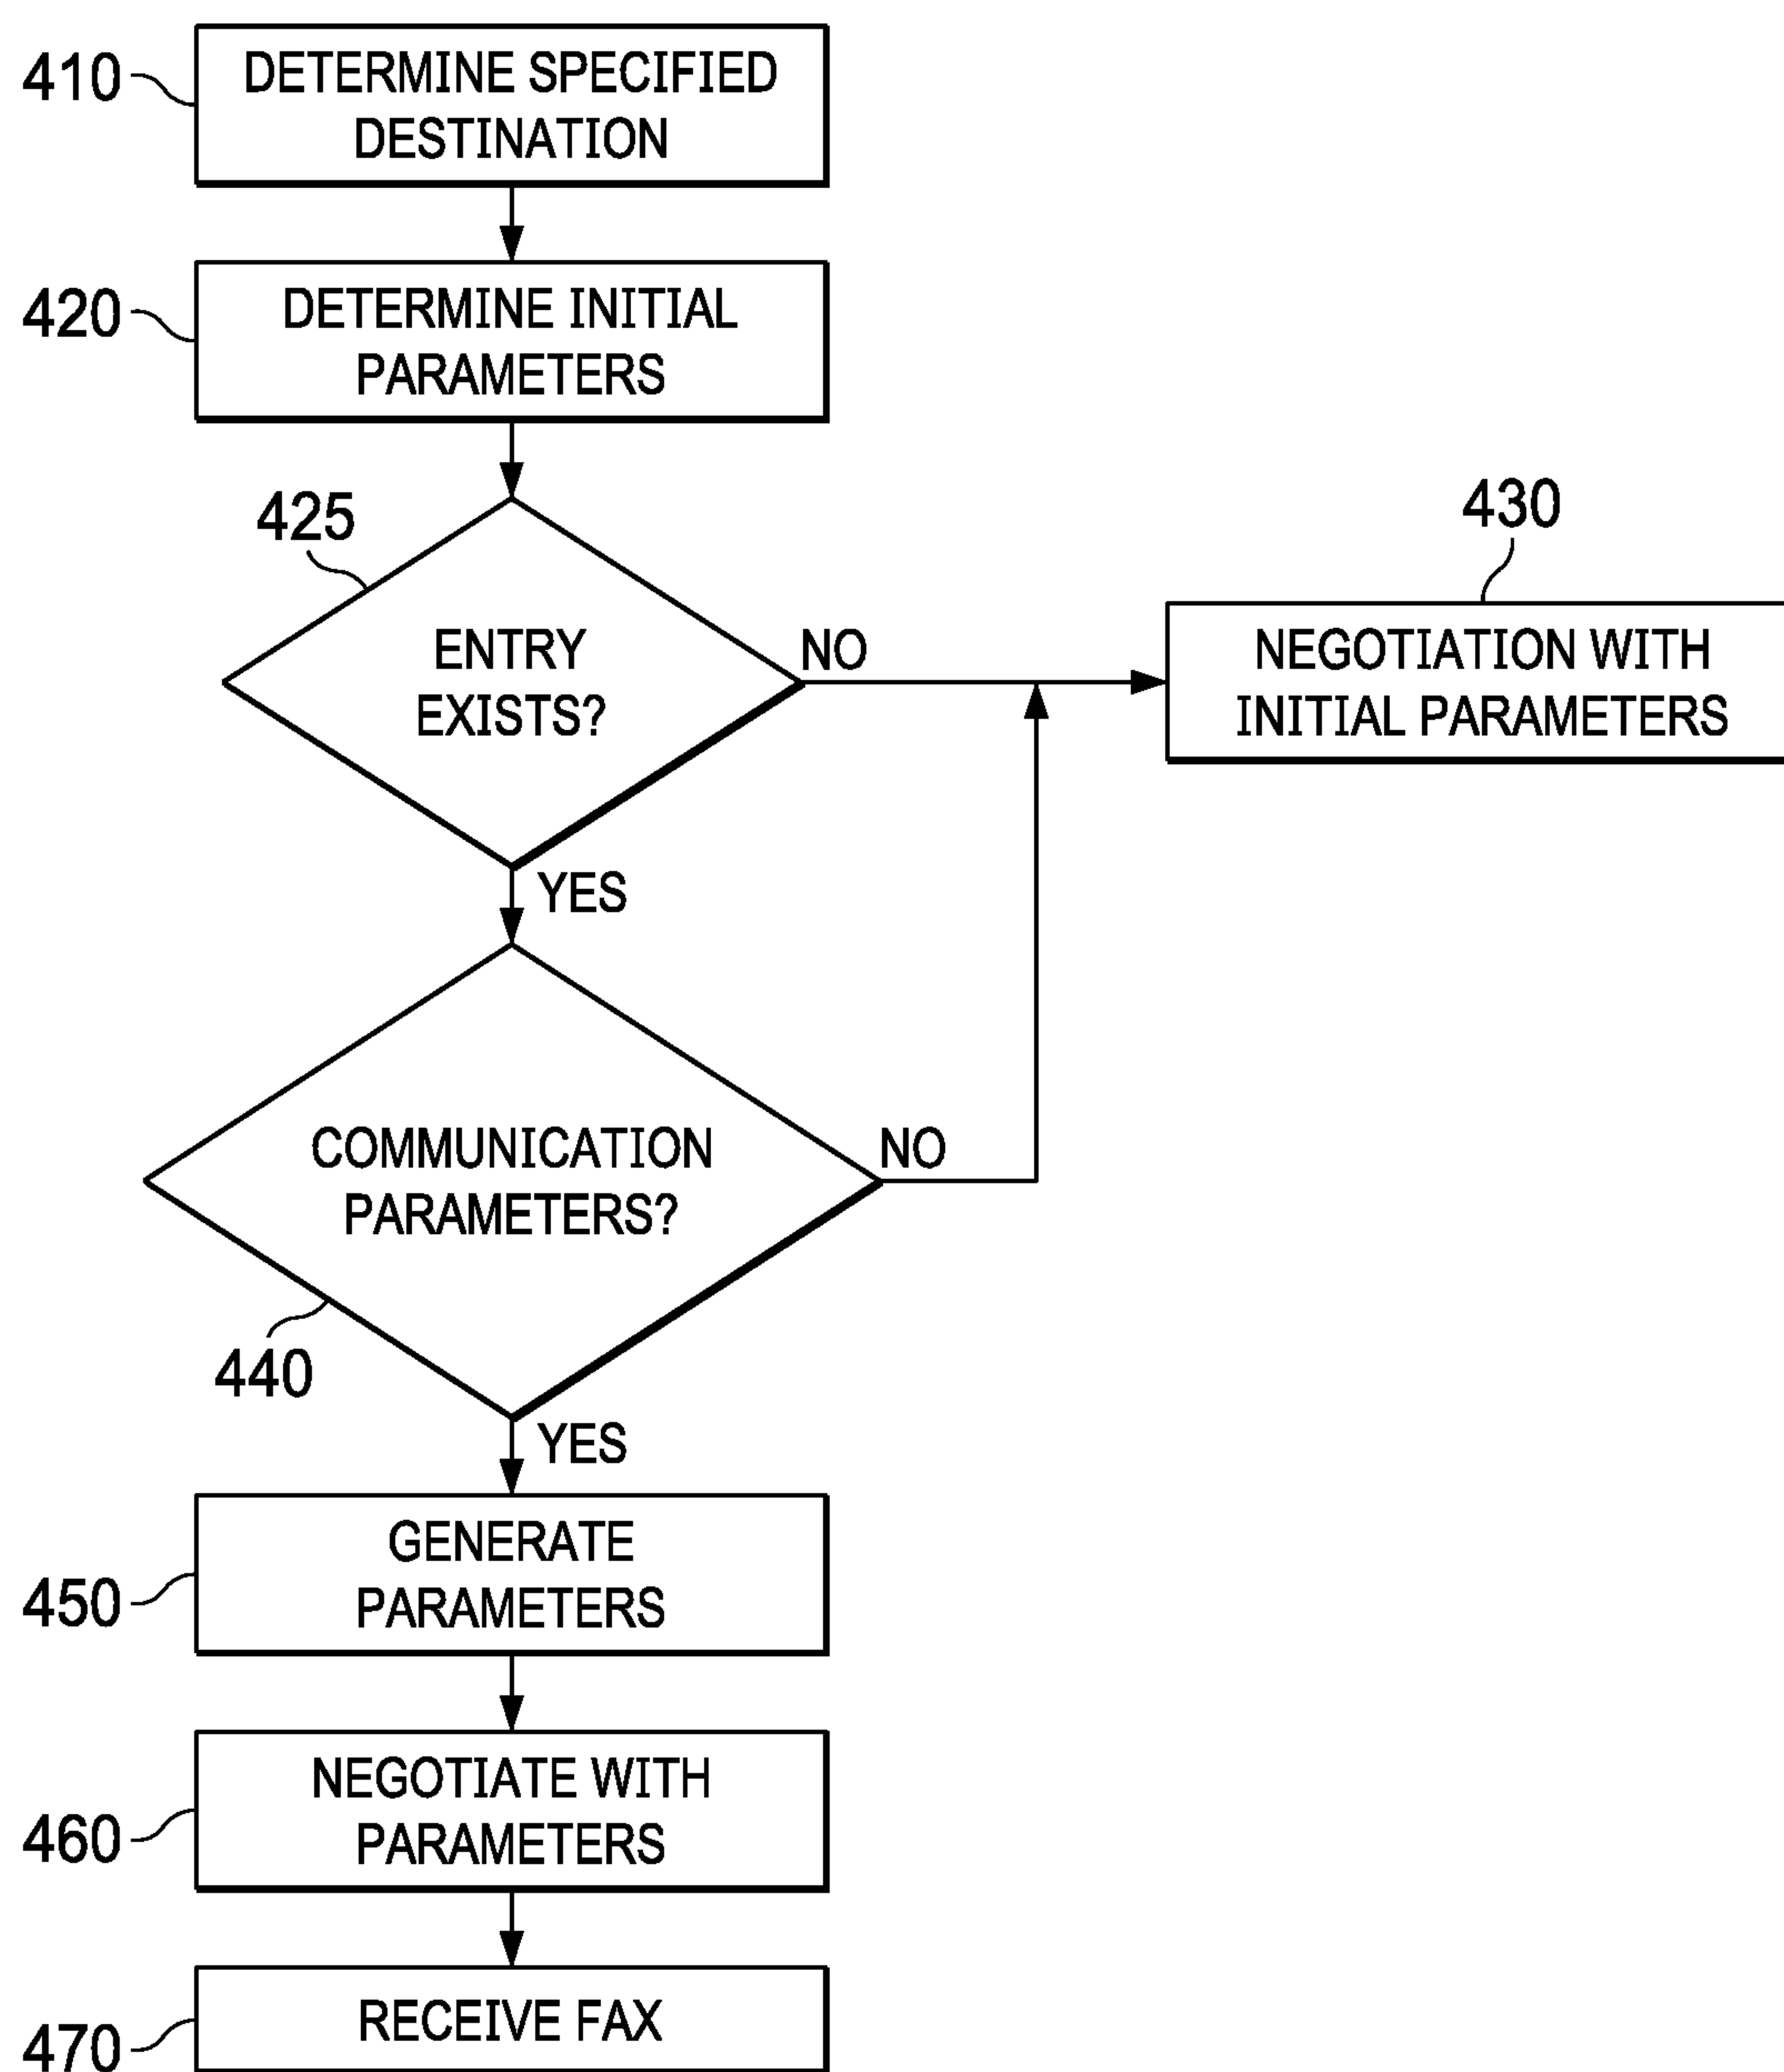 410
DETERMINE SPECIFIED
DESTINATION
420
DETERMINE INITIAL
PARAMETERS
425
ENTRY
EXISTS?
NO
430
NEGOTIATION WITH
INITIAL PARAMETERS
YES
COMMUNICATION
PARAMETERS?
NO
440
YES
GENERATE
PARAMETERS
450
NEGOTIATE WITH
PARAMETERS
460
RECEIVE FAX
470